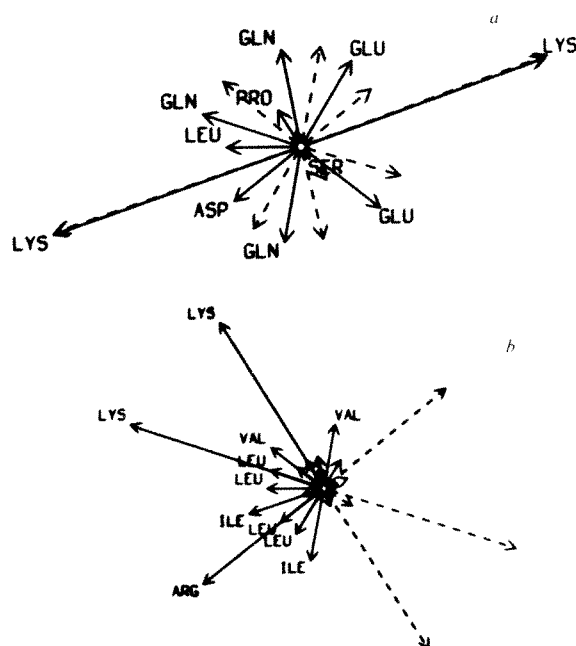 a
GLN
GLU
LYS
GLN
PRO
LEU
SER
ASP
GLU
LYS
GLN
b
LYS
LYS
VAL
VAL
LEU
LEU
ILE
LEU
LEU
ILE
ARG